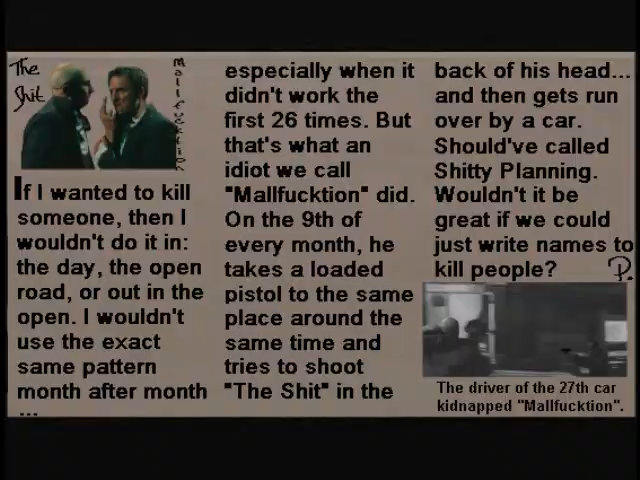 The
Shit
Mallfucktion
If I wanted to kill
someone, then I
wouldn't do it in:
the day, the open
road, or out in the
open. I wouldn't
use the exact
same pattern
month after month
...
especially when it
didn't work the
first 26 times. But
that's what an
idiot we call
"Mallfucktion" did.
On the 9th of
every month, he
takes a loaded
pistol to the same
place around the
same time and
tries to shoot
"The Shit" in the
back of his head...
and then gets run
over by a car.
Should've called
Shitty Planning.
Wouldn't it be
great if we could
just write names to
kill people?
P.
The driver of the 27th car
kidnapped "Mallfucktion".